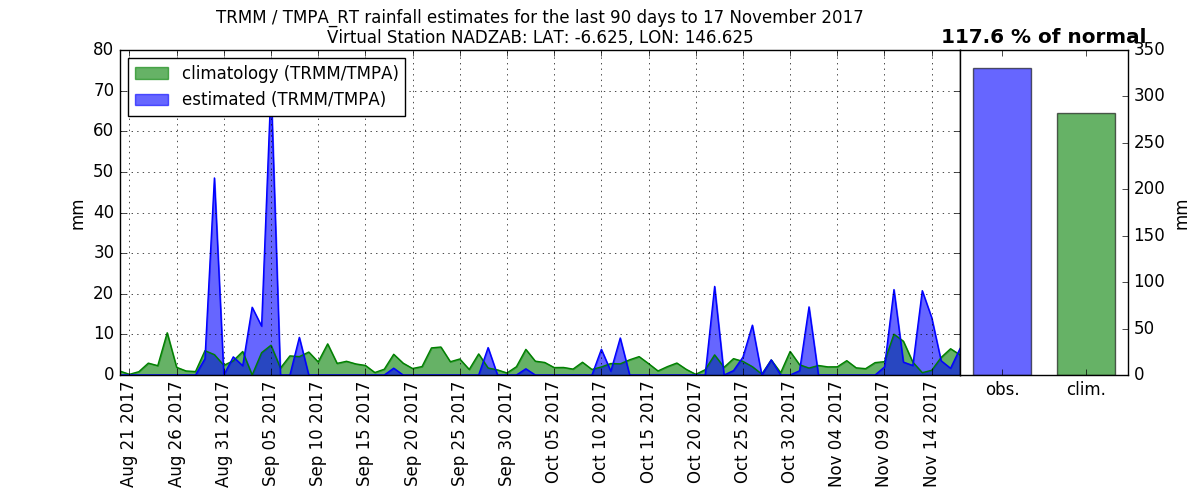 TRMM / TMPA_RT rainfall estimates for the last 90 days to 17 November 2017
Virtual Station NADZAB: LAT: -6.625, LON: 146.625
117.6 % of normal
climatology (TRMM/TMPA)
estimated (TRMM/TMPA)
80
70
60
50
40
30
20
10
0
mm
350
300
250
200
150
100
50
0
mm
Aug 21 2017
Aug 26 2017
Aug 31 2017
Sep 05 2017
Sep 10 2017
Sep 15 2017
Sep 20 2017
Sep 25 2017
Sep 30 2017
Oct 05 2017
Oct 10 2017
Oct 15 2017
Oct 20 2017
Oct 25 2017
Oct 30 2017
Nov 04 2017
Nov 09 2017
Nov 14 2017
obs.
clim.